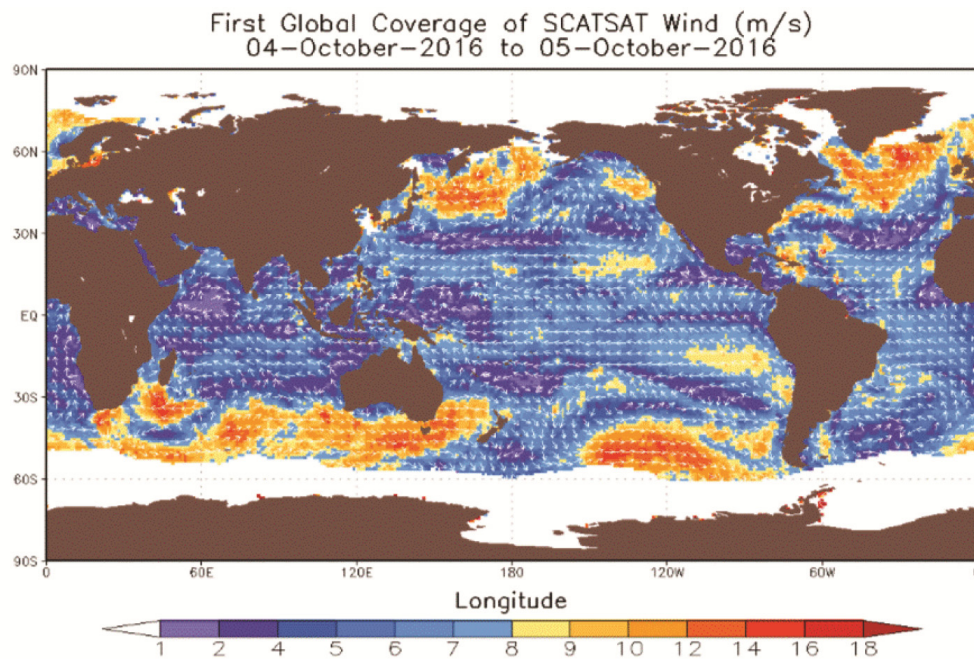 First Global Coverage of SCATSAT Wind (m/s)
04-October-2016 to 05-October-2016
90N
60N
30N
EQ
30S
60S
90S
0 60E 120E 180 120W 60W
Longitude
1 2 4 5 6 7 8 9 10 12 14 16 18